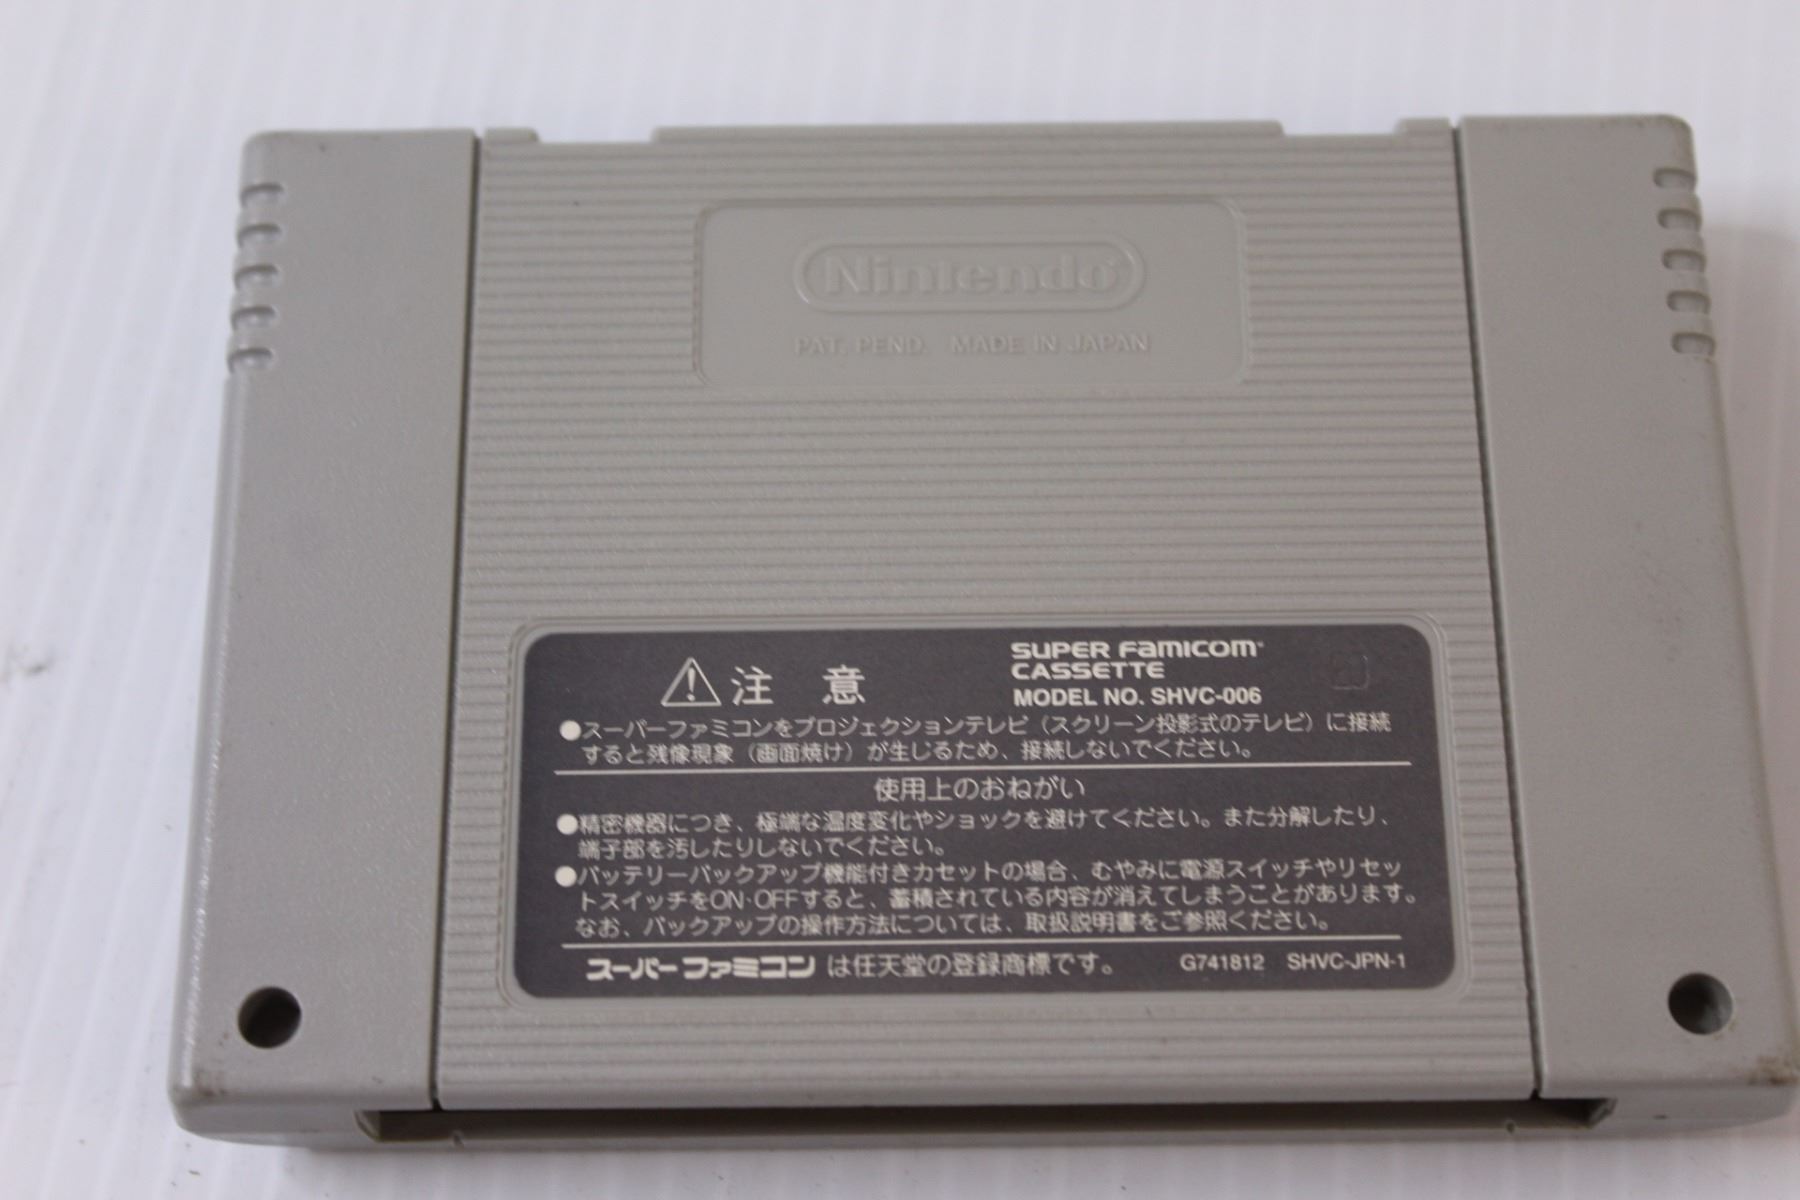 Nintendo
PAT. PEND. MADE IN JAPAN
注 意
SUPER FAMICOM
CASSETTE
MODEL NO. SHVC-006
●スーパーファミコンをプロジェクションテレビ（スクリーン投影式のテレビ）に接続
すると残像現象（画面焼け）が生じるため、接続しないでください。
使用上のおねがい
●精密機器につき、極端な温度変化やショックを避けてください。また分解したり、
端子部を汚したりしないでください。
●バッテリーバックアップ機能付きカセットの場合、むやみに電源スイッチやリセッ
トスイッチをON·OFFすると、蓄積されている内容が消えてしまうことがあります。
なお、バックアップの操作方法については、取扱説明書をご参照ください。
スーパーファミコン は任天堂の登録商標です。 G741812 SHVC-JPN-1